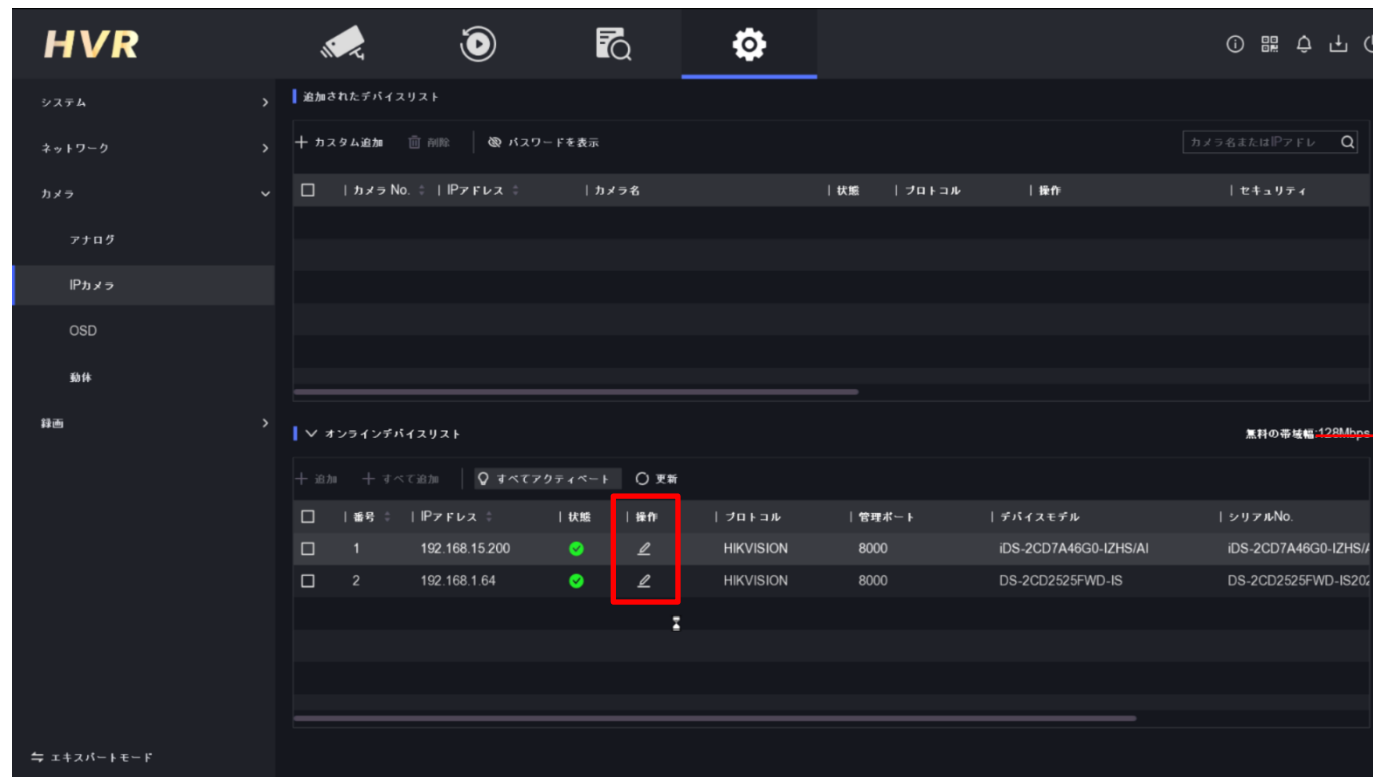 HVR
システム
ネットワーク
カメラ
アナログ
IPカメラ
OSD
動体
録画
エキスパートモード
追加されたデバイスリスト
カスタム追加 削除 パスワードを表示 カメラ名またはIPアドレ
カメラ No. IPアドレス カメラ名 状態 プロトコル 操作 セキュリティ
オンラインデバイスリスト 無料の帯域幅:128Mbps
追加 すべて追加 すべてアクティベート 更新
番号 IPアドレス 状態 操作 プロトコル 管理ポート デバイスモデル シリアルNo.
1 192.168.15.200 HIKVISION 8000 iDS-2CD7A46G0-IZHS/AI iDS-2CD7A46G0-IZHS/
2 192.168.1.64 HIKVISION 8000 DS-2CD2525FWD-IS DS-2CD2525FWD-IS202